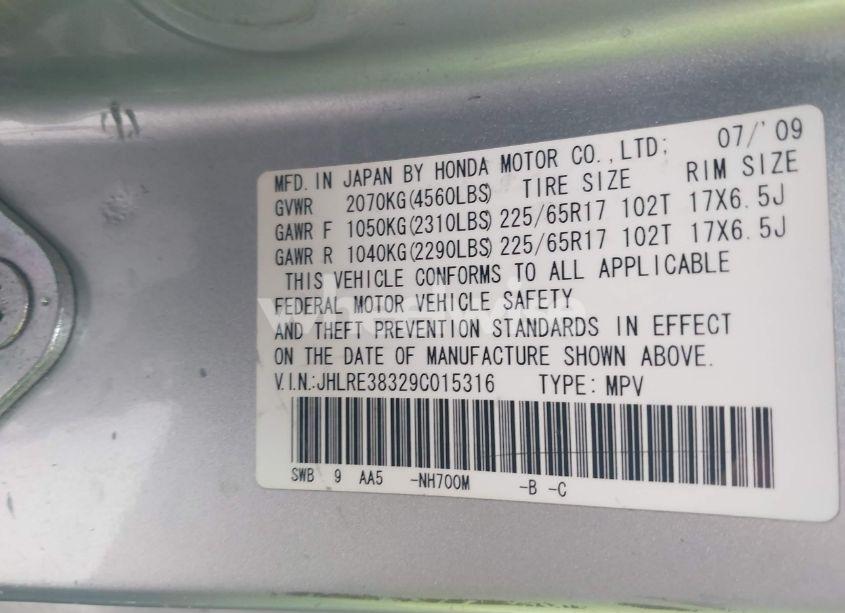 MFD. IN JAPAN BY HONDA MOTOR CO., LTD; 07/'09
GVWR 2070KG(4560LBS) TIRE SIZE RIM SIZE
GAWR F 1050KG(2310LBS) 225/65R17 102T 17X6.5J
GAWR R 1040KG(2290LBS) 225/65R17 102T 17X6.5J
THIS VEHICLE CONFORMS TO ALL APPLICABLE
FEDERAL MOTOR VEHICLE SAFETY
AND THEFT PREVENTION STANDARDS IN EFFECT
ON THE DATE OF MANUFACTURE SHOWN ABOVE.
V.I.N.:JHLRE38329C015316 TYPE: MPV
SWB 9 AA5 -NH700M -B -C